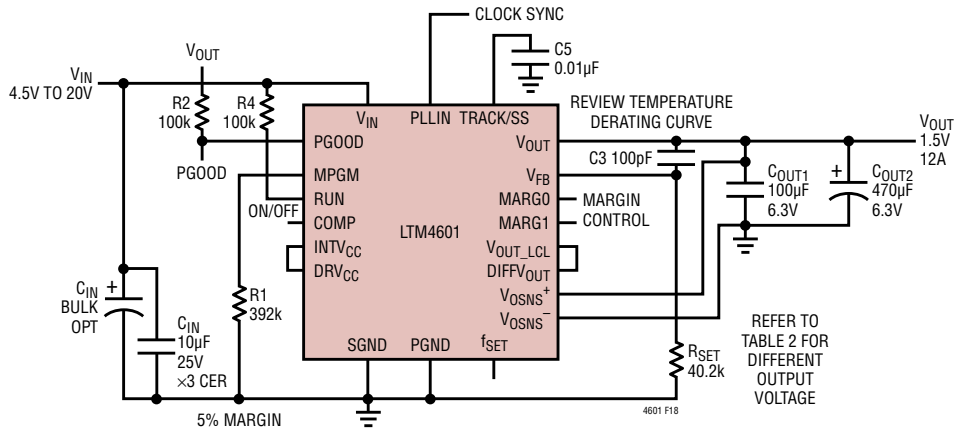 CLOCK SYNC
C5
0.01µF
VOUT
VIN
4.5V TO 20V
R2
100k
R4
100k
REVIEW TEMPERATURE
DERATING CURVE
VIN
PLLIN
TRACK/SS
PGOOD
VOUT
C3 100pF
VOUT
1.5V
12A
PGOOD
MPGM
VFB
RUN
ON/OFF
MARG0
MARGIN
CONTROL
COMP
MARG1
LTM4601
COUT1
100µF
6.3V
+
COUT2
470µF
6.3V
INTVCC
VOUT_LCL
DRVCC
DIFFVOUT
VOSNS+
VOSNS–
CIN
BULK
OPT
+
CIN
10µF
25V
×3 CER
R1
392k
SGND
PGND
fSET
RSET
40.2k
REFER TO
TABLE 2 FOR
DIFFERENT
OUTPUT
VOLTAGE
5% MARGIN
4601 F18